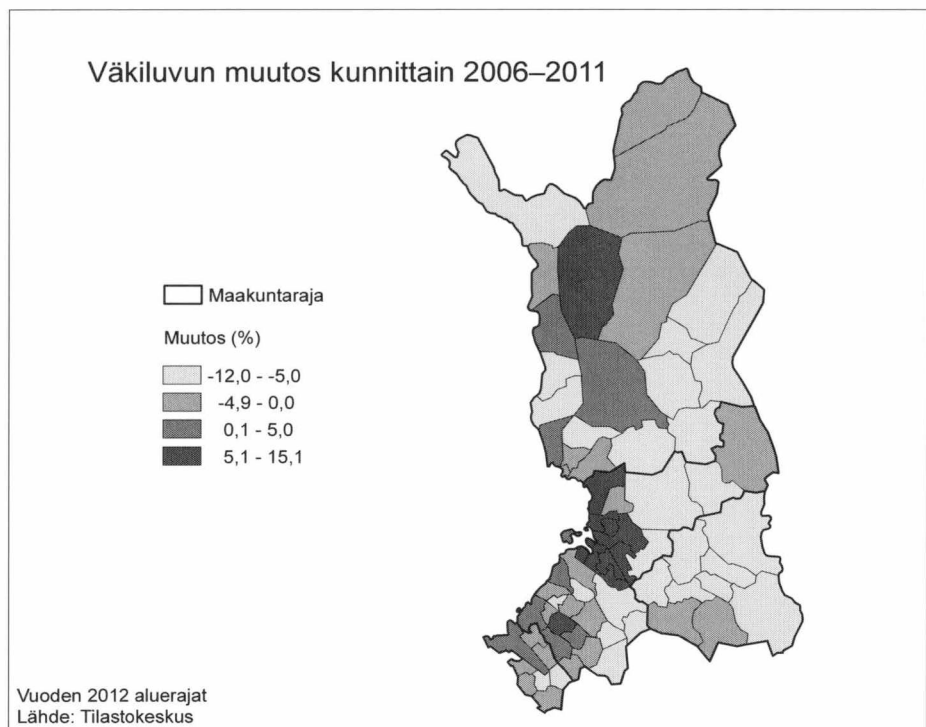 Väkiluvun muutos kunnittain 2006–2011
Maakuntaraja
Muutos (%)
-12,0 - -5,0
-4,9 - 0,0
0,1 - 5,0
5,1 - 15,1
Vuoden 2012 aluerajat
Lähde: Tilastokeskus